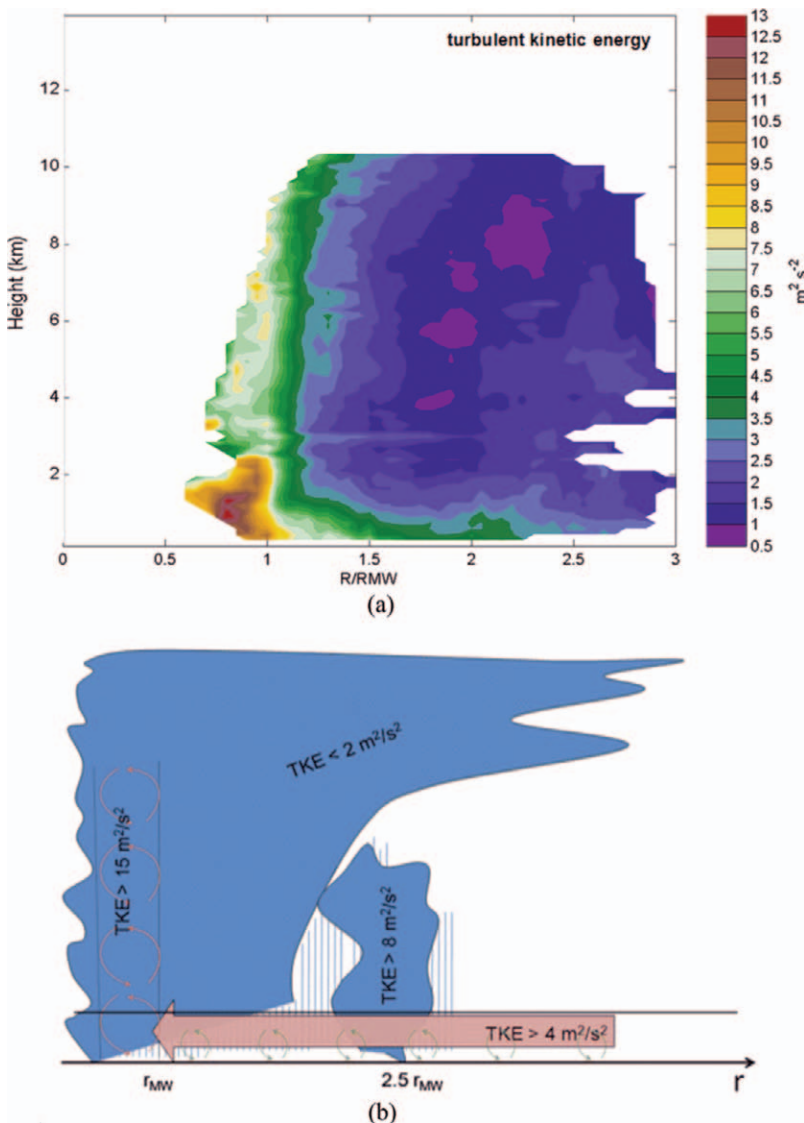 turbulent kinetic energy
13
12.5
12
11.5
11
10.5
10
9.5
9
8.5
8
7.5
7
6.5
6
5.5
5
4.5
4
3.5
3
2.5
2
1.5
1
0.5
m² s⁻²
Height (km)
12
10
8
6
4
2
0 0.5 1 1.5 2 2.5 3
R/RMW
(a)
TKE < 2 m²/s²
TKE > 15 m²/s²
TKE > 8 m²/s²
TKE > 4 m²/s²
rMW 2.5 rMW r
(b)